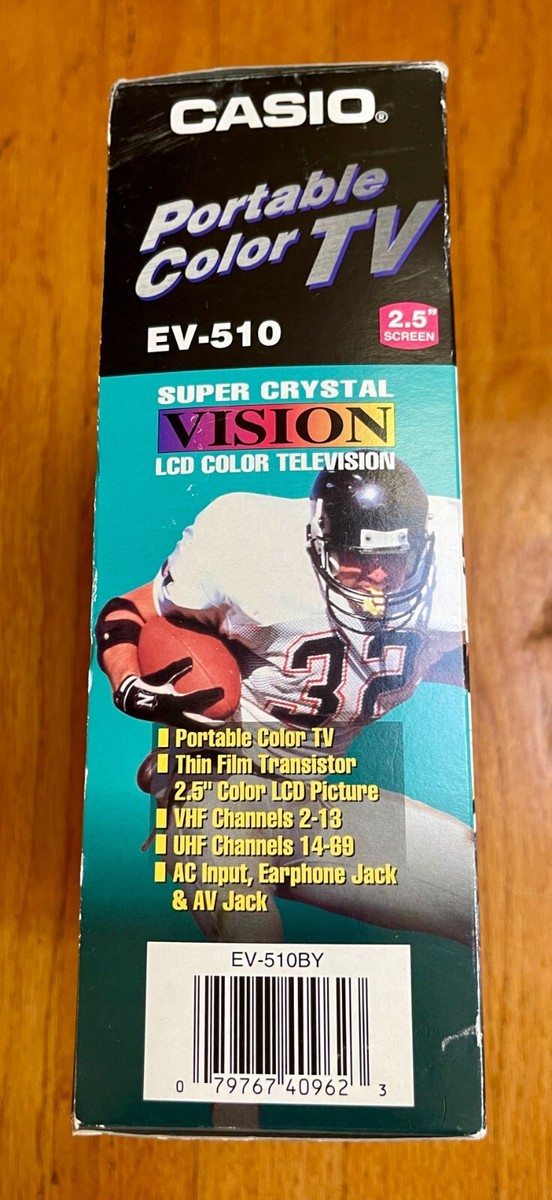 CASIO®
Portable
Color TV
EV-510
2.5"
SCREEN
SUPER CRYSTAL
VISION
LCD COLOR TELEVISION
32
N
Portable Color TV
Thin Film Transistor
2.5" Color LCD Picture
VHF Channels 2-13
UHF Channels 14-69
AC Input, Earphone Jack
& AV Jack
EV-510BY
0 79767 40962 3